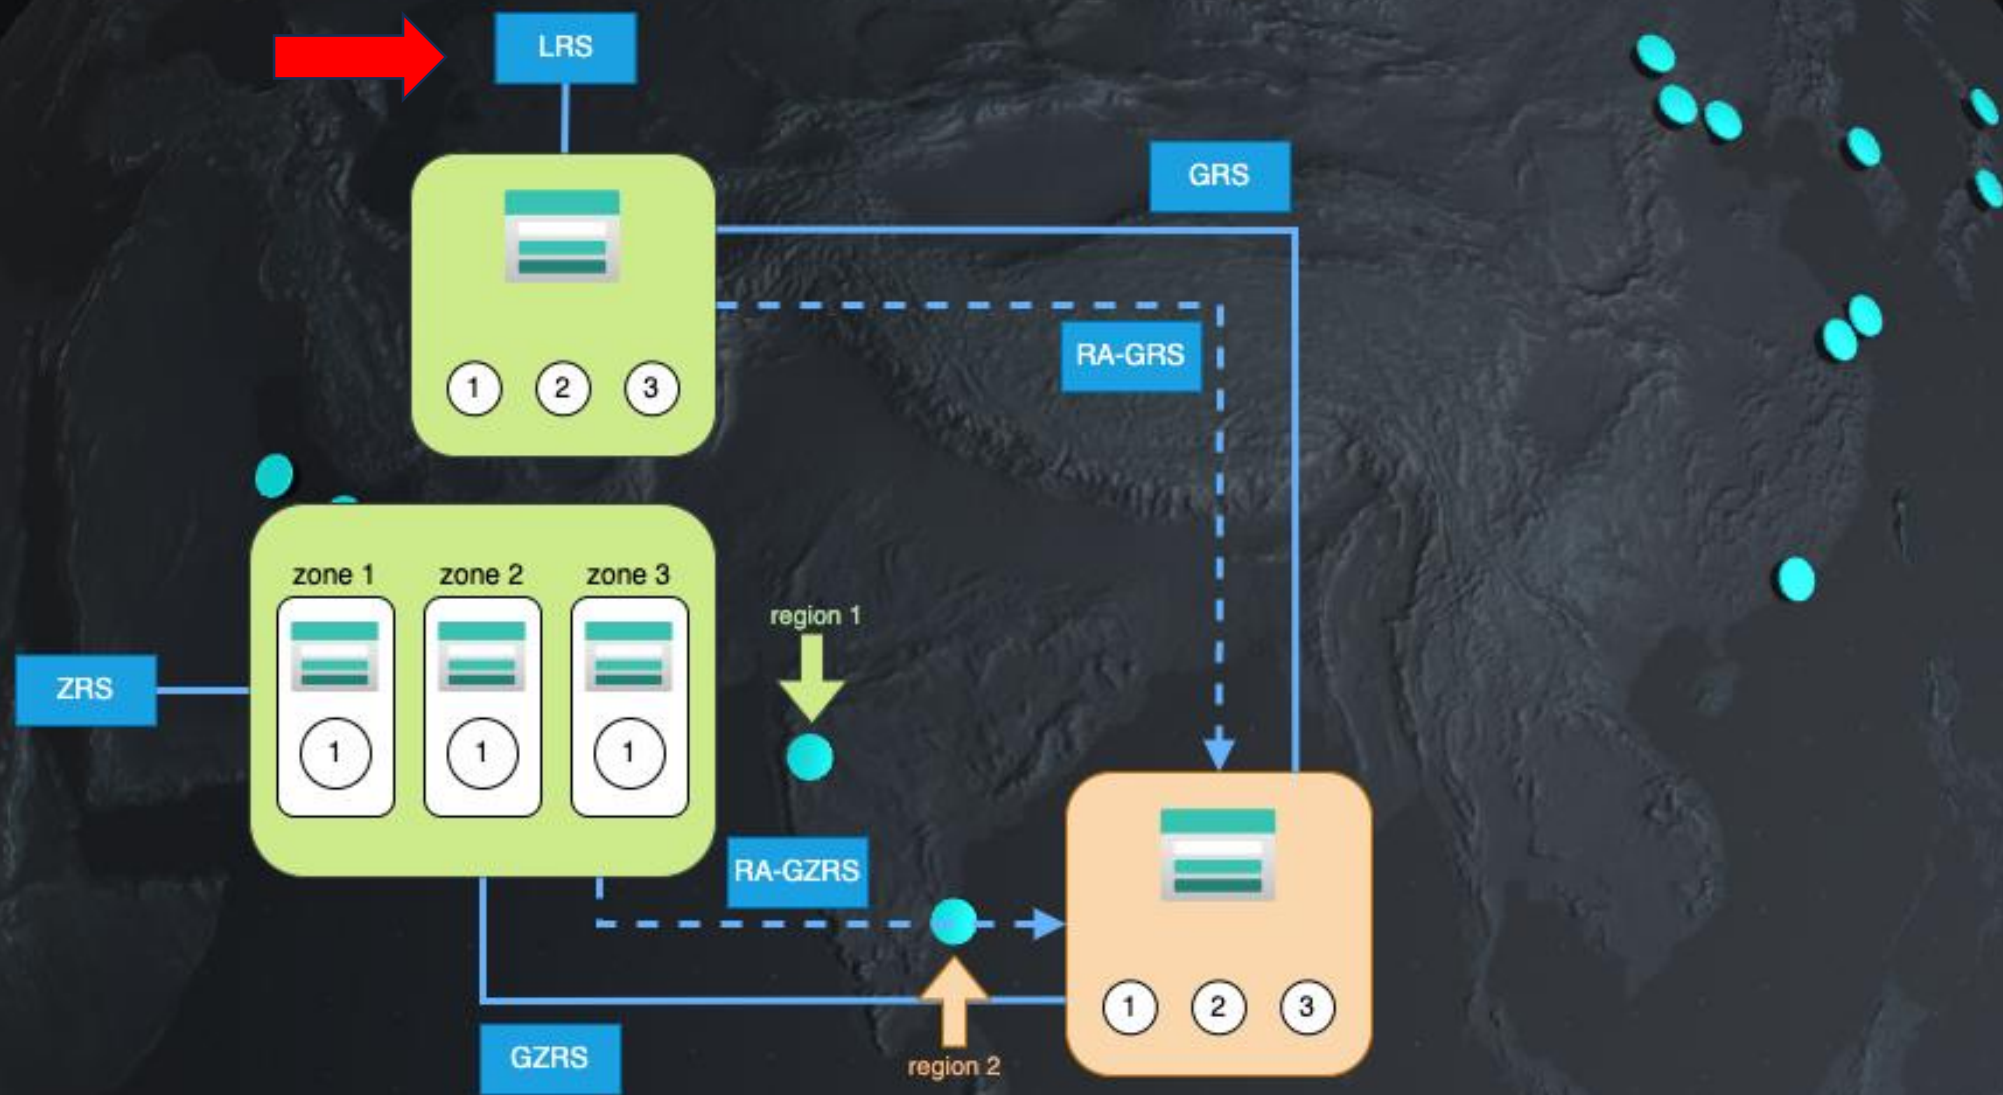 LRS
GRS
RA-GRS
1 2 3
zone 1 zone 2 zone 3
region 1
ZRS
1 1 1
RA-GZRS
1 2 3
GZRS
region 2